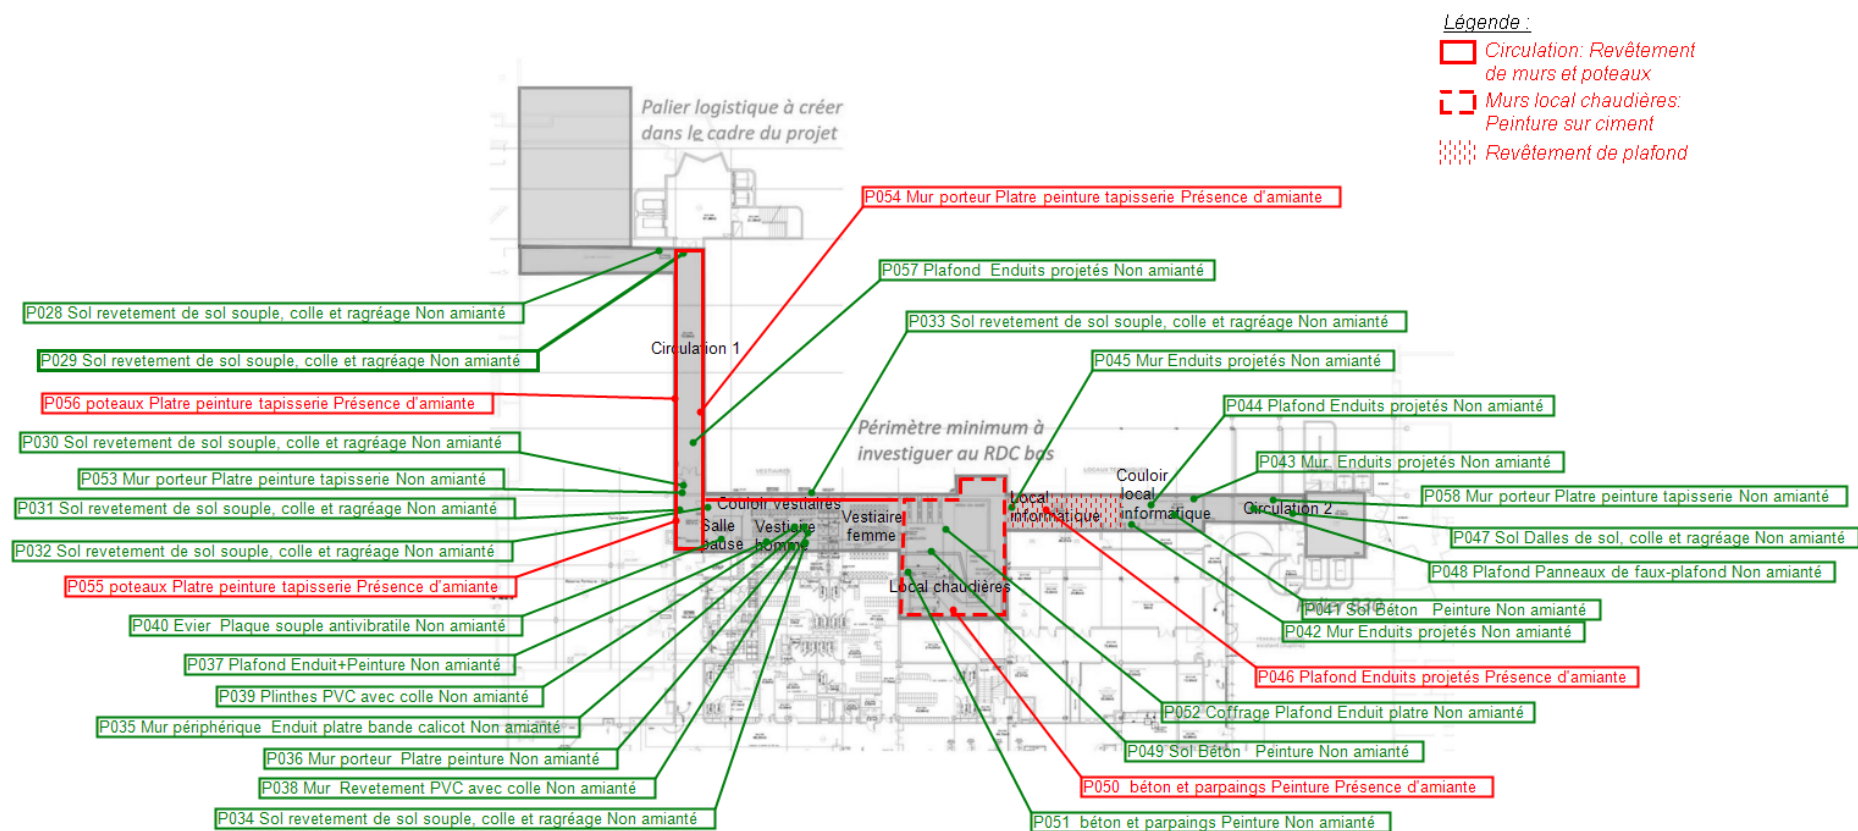 Légende :
Circulation: Revêtement
de murs et poteaux
Murs local chaudières:
Peinture sur ciment
Revêtement de plafond
Palier logistique à créer
dans le cadre du projet
P054 Mur porteur Platre peinture tapisserie Présence d'amiante
P057 Plafond Enduits projetés Non amianté
P028 Sol revetement de sol souple, colle et ragréage Non amianté
P033 Sol revetement de sol souple, colle et ragréage Non amianté
Circulation 1
P029 Sol revetement de sol souple, colle et ragréage Non amianté
P045 Mur Enduits projetés Non amianté
P056 poteaux Platre peinture tapisserie Présence d'amiante
P044 Plafond Enduits projetés Non amianté
Périmètre minimum à
investiguer au RDC bas
P030 Sol revetement de sol souple, colle et ragréage Non amianté
P043 Mur Enduits projetés Non amianté
VESTIAIRES
P053 Mur porteur Platre peinture tapisserie Non amianté
Couloir
local
informatique
P058 Mur porteur Platre peinture tapisserie Non amianté
Couloir vestiaires
Local
informatique
P031 Sol revetement de sol souple, colle et ragréage Non amianté
Circulation 2
Salle
pause
Vestiaire
homme
Vestiaire
femme
P047 Sol Dalles de sol, colle et ragréage Non amianté
P032 Sol revetement de sol souple, colle et ragréage Non amianté
P048 Plafond Panneaux de faux-plafond Non amianté
P055 poteaux Platre peinture tapisserie Présence d'amiante
Local chaudières
P041 Sol Béton Peinture Non amianté
P040 Evier Plaque souple antivibratile Non amianté
P042 Mur Enduits projetés Non amianté
P037 Plafond Enduit+Peinture Non amianté
P046 Plafond Enduits projetés Présence d'amiante
P039 Plinthes PVC avec colle Non amianté
P052 Coffrage Plafond Enduit platre Non amianté
P035 Mur périphérique Enduit platre bande calicot Non amianté
P049 Sol Béton Peinture Non amianté
P036 Mur porteur Platre peinture Non amianté
P038 Mur Revetement PVC avec colle Non amianté
P050 béton et parpaings Peinture Présence d'amiante
P034 Sol revetement de sol souple, colle et ragréage Non amianté
P051 béton et parpaings Peinture Non amianté